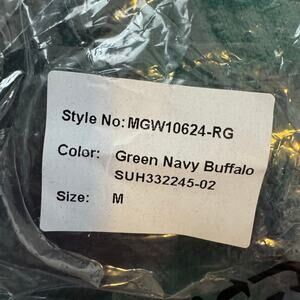 Style No: MGW10624-RG
Color: Green Navy Buffalo
SUH332245-02
Size: M